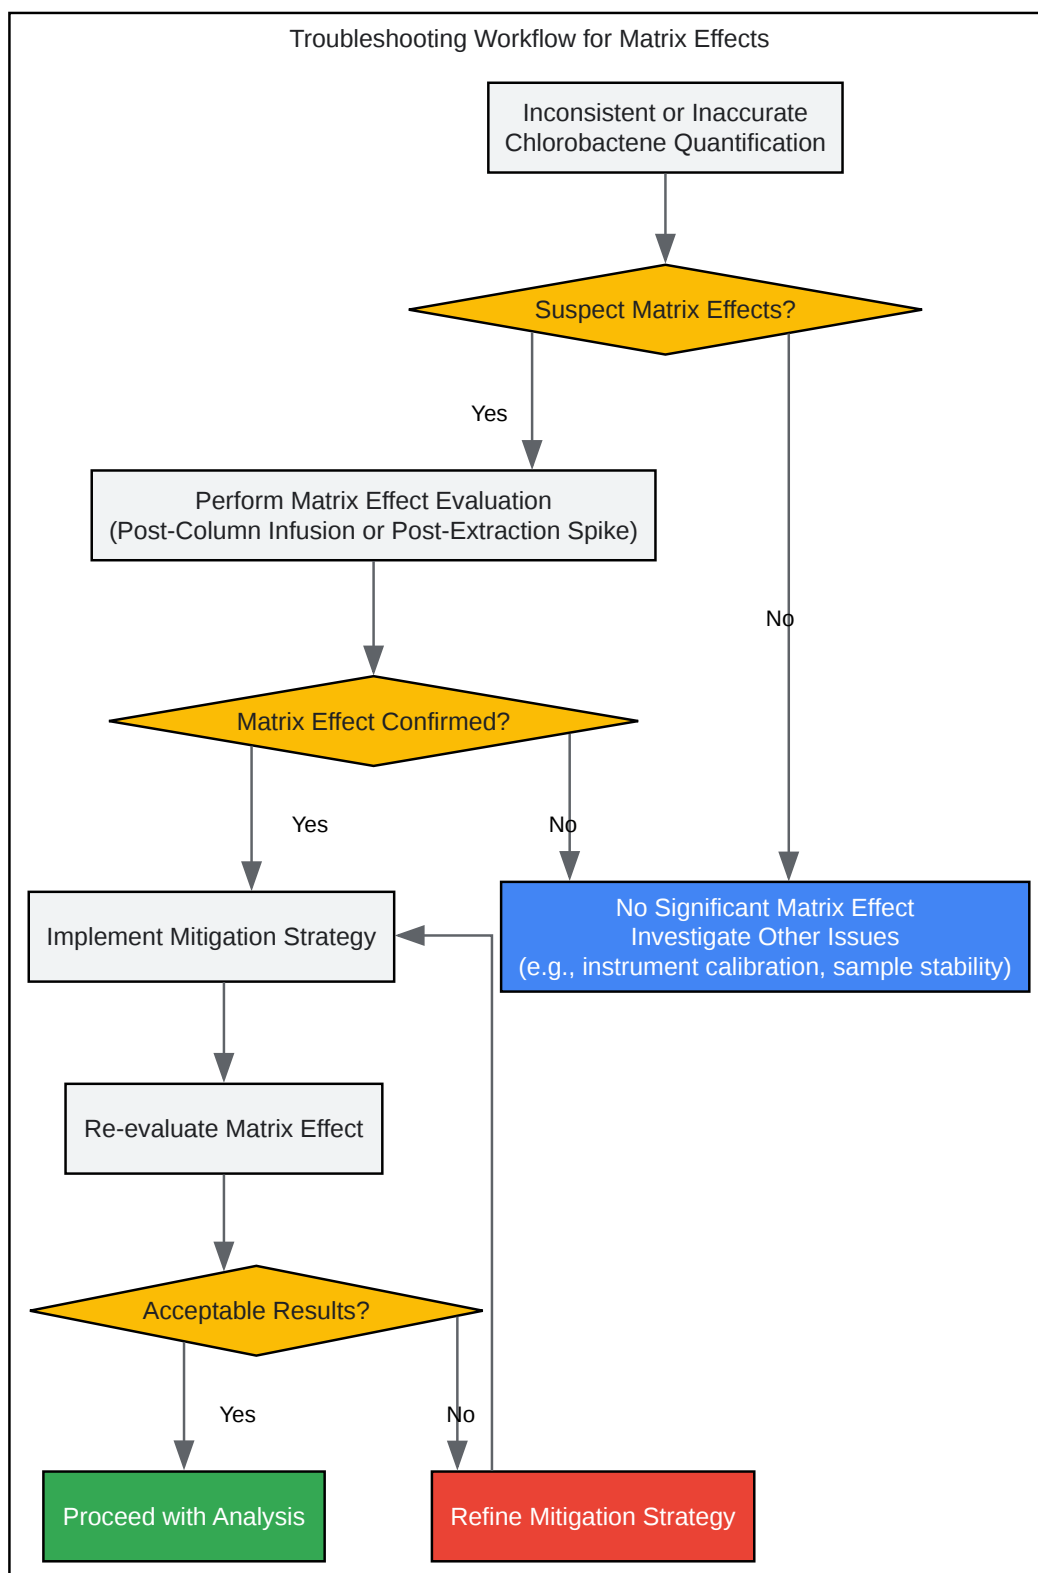 Troubleshooting Workflow for Matrix Effects
Inconsistent or Inaccurate
Chlorobactene Quantification
Suspect Matrix Effects?
Yes
Perform Matrix Effect Evaluation
(Post-Column Infusion or Post-Extraction Spike)
No
Matrix Effect Confirmed?
Yes
No
Implement Mitigation Strategy
No Significant Matrix Effect
Investigate Other Issues
(e.g., instrument calibration, sample stability)
Re-evaluate Matrix Effect
Acceptable Results?
Yes
No
Proceed with Analysis
Refine Mitigation Strategy